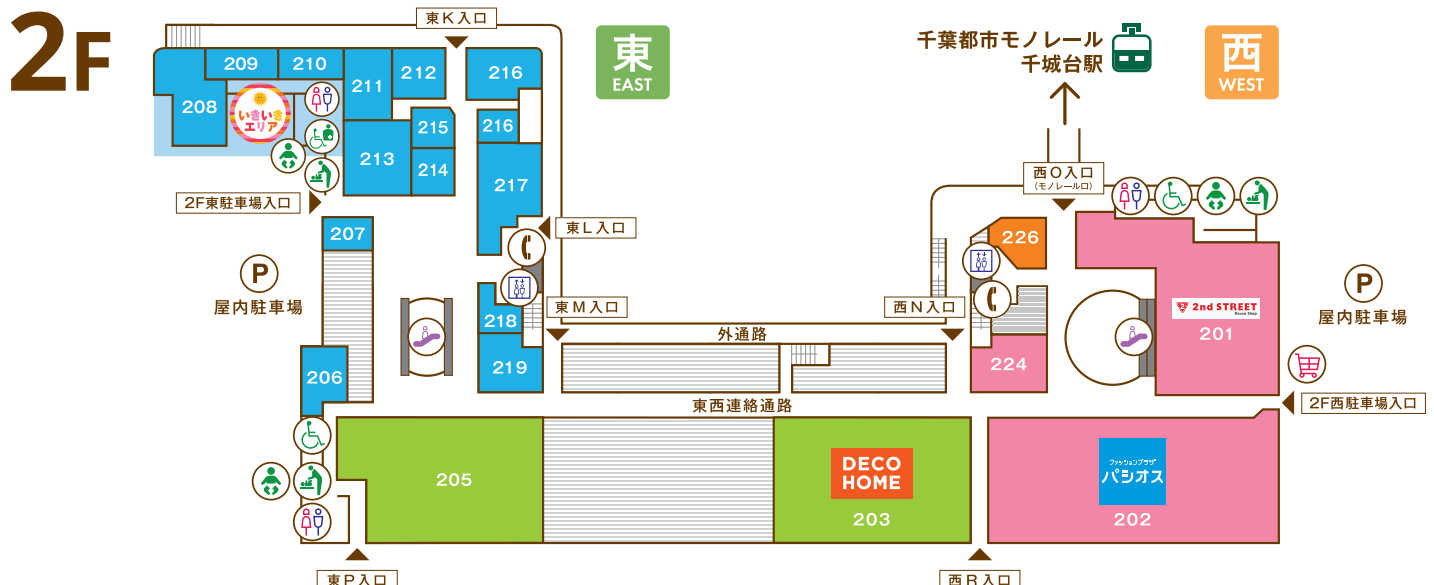 2F
東K入口
東
EAST
千葉都市モノレール
千城台駅
西
WEST
209
210
211
212
216
208
いきいき
エリア
215
216
213
214
217
2F東駐車場入口
西O入口
(モノレール口)
207
東L入口
226
P
屋内駐車場
P
屋内駐車場
2nd STREET
Reuse Shop
201
東M入口
西N入口
218
外通路
219
224
206
東西連絡通路
2F西駐車場入口
205
DECO
HOME
203
ファッションプラザ
パシオス
202
東P入口
西R入口